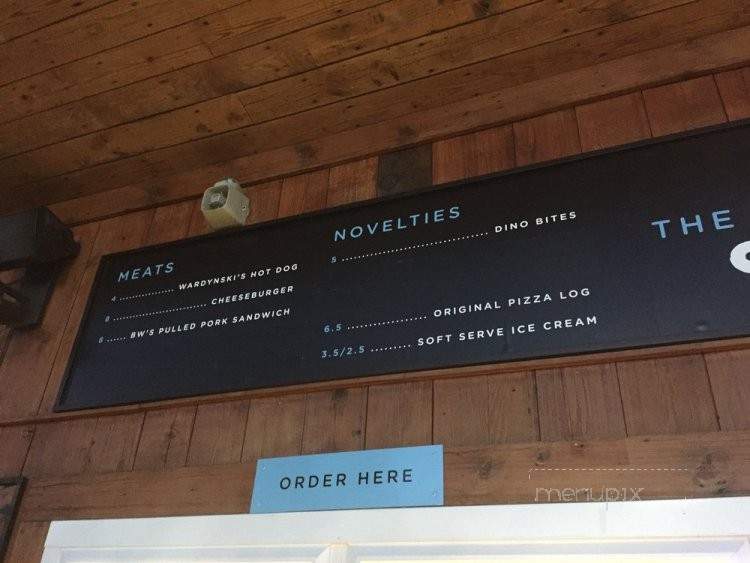 MEATS
4 ................ WARDYNSKI'S HOT DOG
8 ............................ CHEESEBURGER
6 ...... BW'S PULLED PORK SANDWICH
NOVELTIES
5 .................................. DINO BITES
6.5 .................. ORIGINAL PIZZA LOG
3.5/2.5 ......... SOFT SERVE ICE CREAM
THE
ORDER HERE
menupix